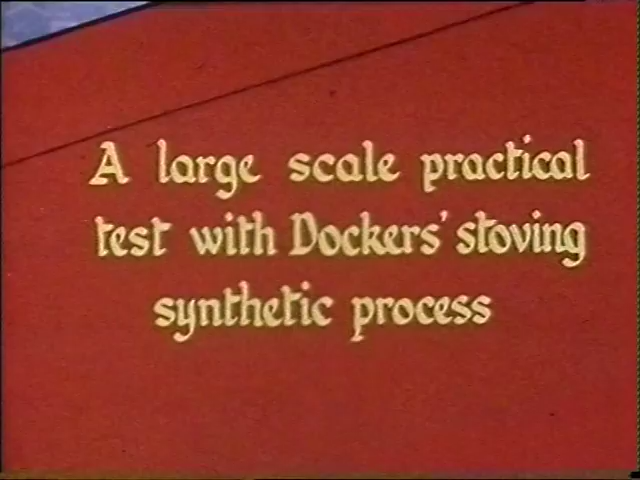 A large scale practical
test with Dockers' stoving
synthetic process